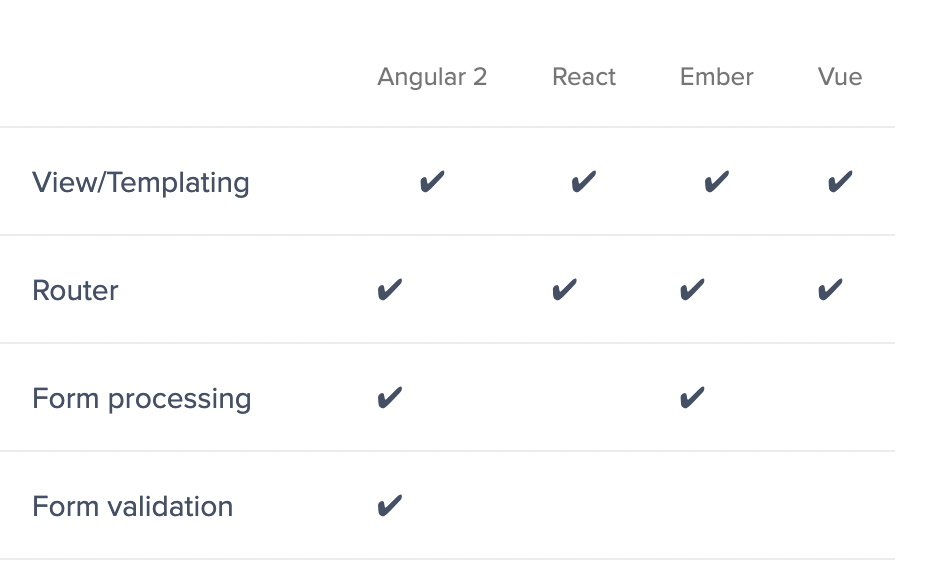 Angular 2 React Ember Vue
View/Templating ✔ ✔ ✔ ✔
Router ✔ ✔ ✔ ✔
Form processing ✔ ✔
Form validation ✔